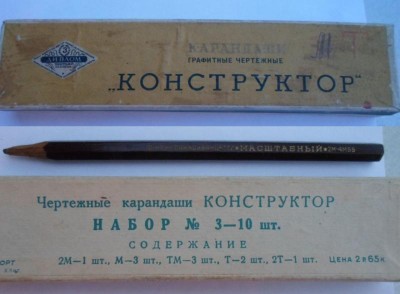 ДИПЛОМ
КАРАНДАШИ
ГРАФИТНЫЕ ЧЕРТЕЖНЫЕ
„КОНСТРУКТОР"
МАСШТАБНЫЙ
Чертежные карандаши КОНСТРУКТОР
НАБОР № 3—10 шт.
СОДЕРЖАНИЕ
2М—1 шт., М—3 шт., ТМ—3 шт., Т—2 шт., 2Т—1 шт.
ЦЕНА 2 р 65 к